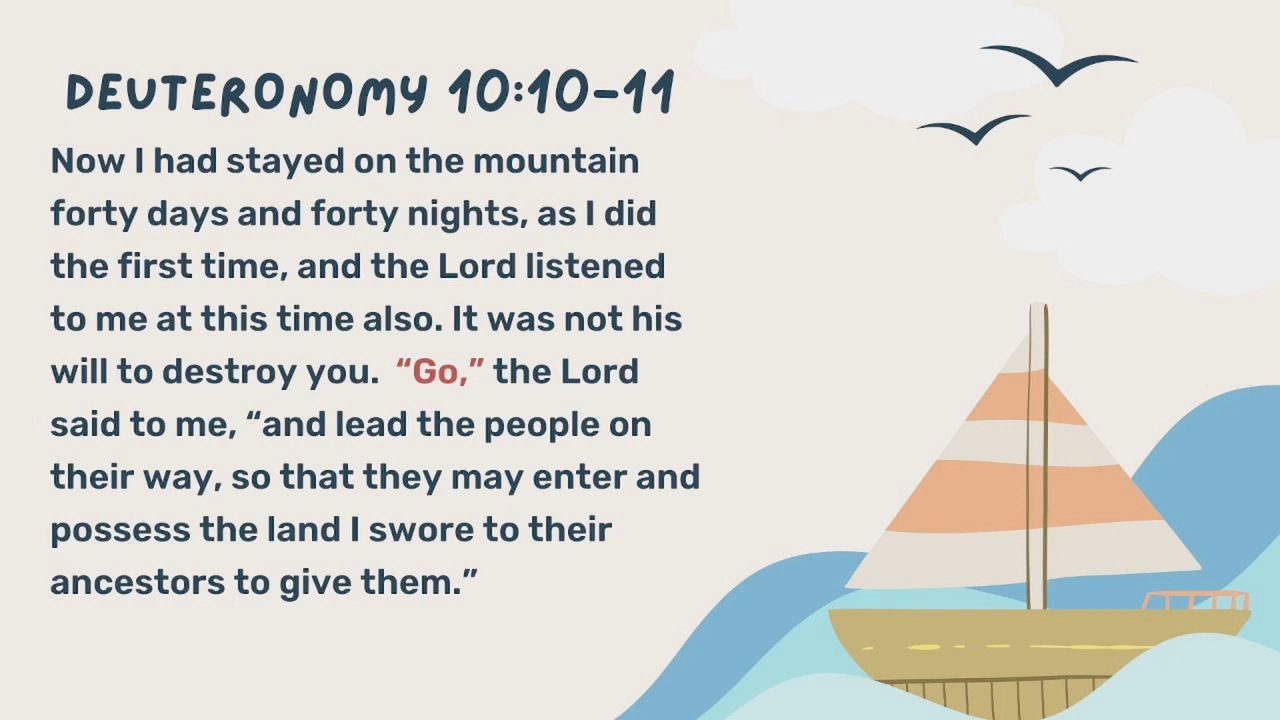 DEUTERONOMY 10:10-11
Now I had stayed on the mountain
forty days and forty nights, as I did
the first time, and the Lord listened
to me at this time also. It was not his
will to destroy you.  “Go,” the Lord
said to me, “and lead the people on
their way, so that they may enter and
possess the land I swore to their
ancestors to give them.”